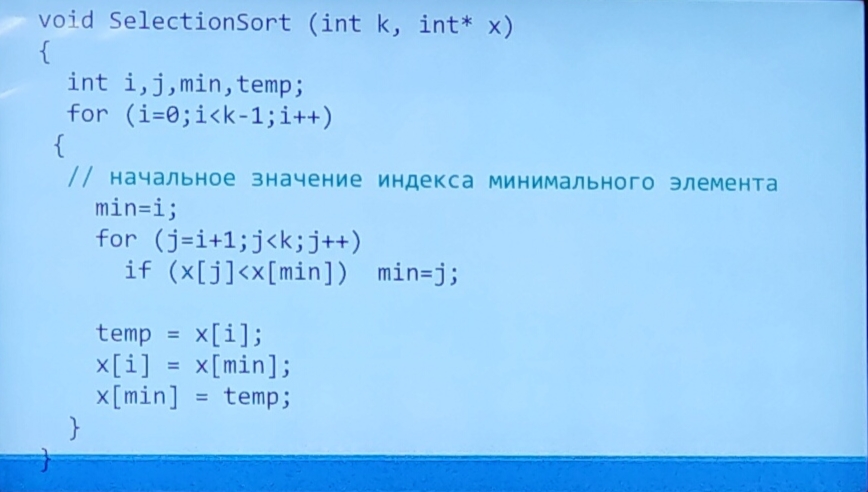 void SelectionSort (int k, int* x)
{
int i,j,min,temp;
for (i=0;i<k-1;i++)
{
// начальное значение индекса минимального элемента
min=i;
for (j=i+1;j<k;j++)
if (x[j]<x[min]) min=j;
temp = x[i];
x[i] = x[min];
x[min] = temp;
}
}